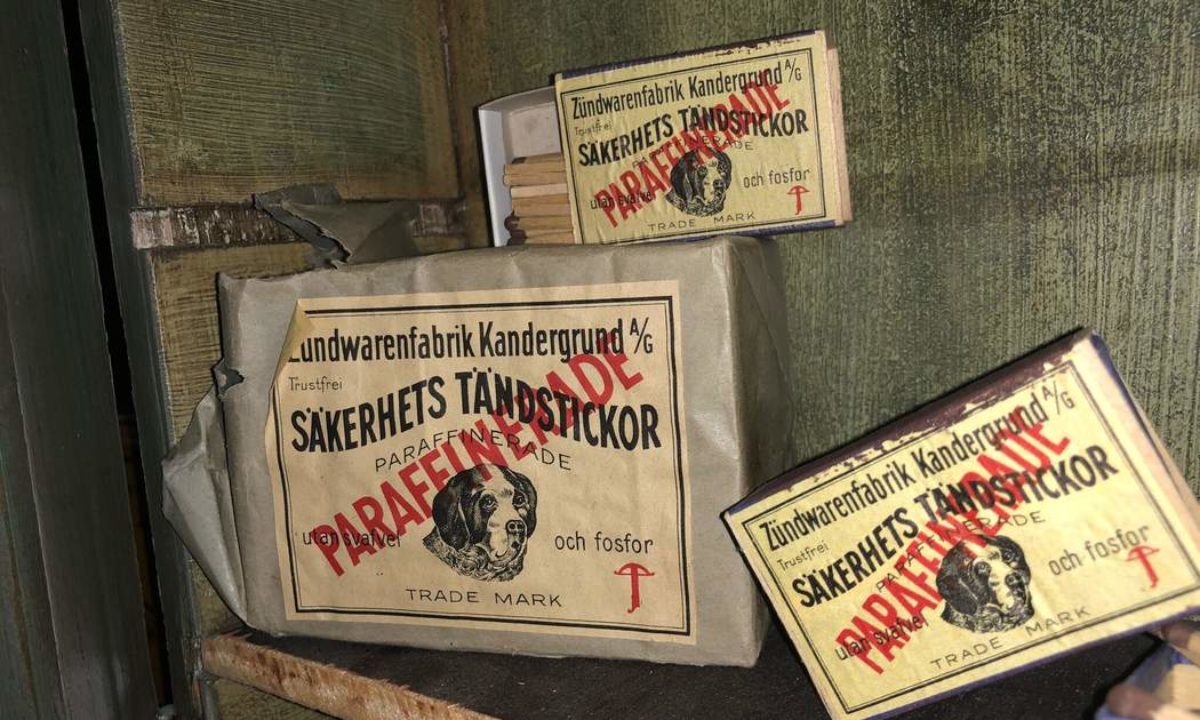 Zündwarenfabrik Kandergrund A/G
Trustfrei
SÄKERHETS TÄNDSTICKOR
PARAFFINERADE
PARAFFINERADE
utan svafvel och fosfor
TRADE MARK
Zündwarenfabrik Kandergrund A/G
Trustfrei
SÄKERHETS TÄNDSTICKOR
PARAFFINERADE
PARAFFINERADE
utan svafvel och fosfor
TRADE MARK
Zündwarenfabrik Kandergrund A/G
Trustfrei
SÄKERHETS TÄNDSTICKOR
PARAFFINERADE
PARAFFINERADE
utan svafvel och fosfor
TRADE MARK